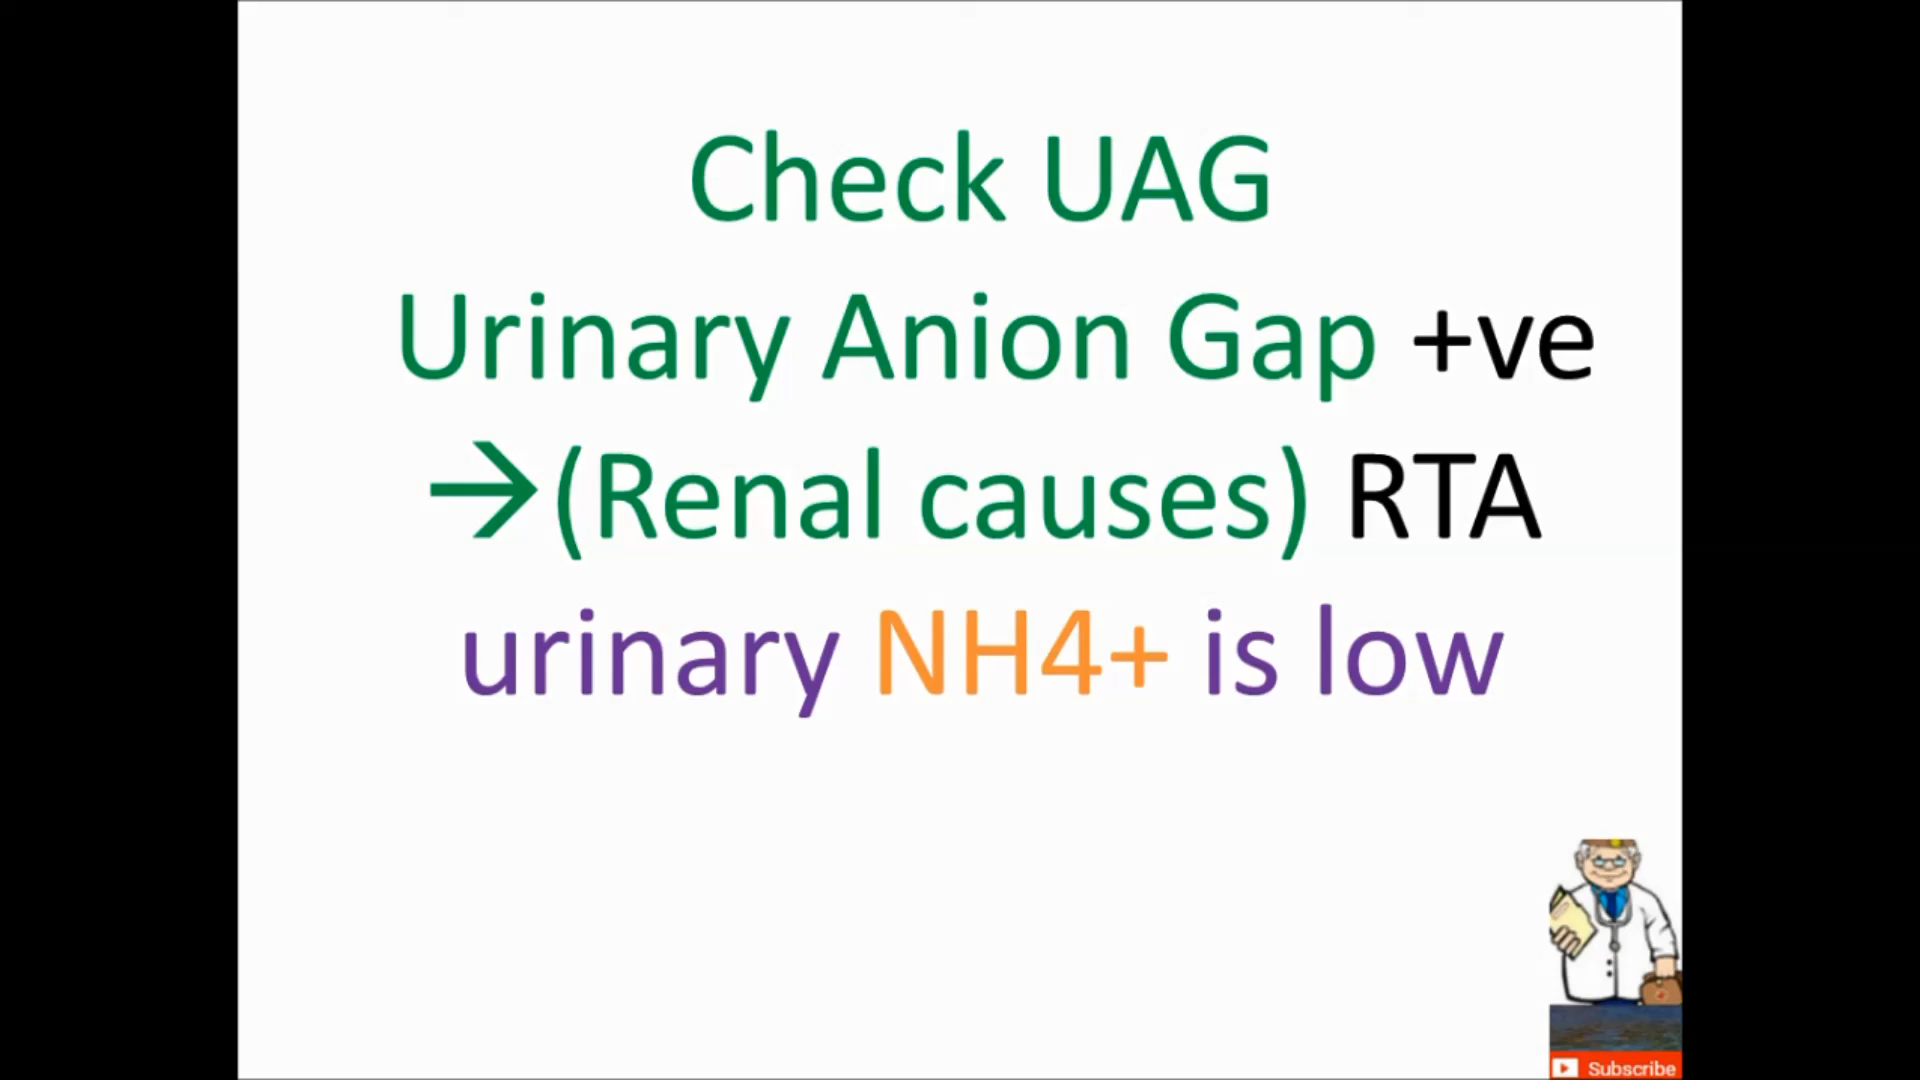 Check UAG
Urinary Anion Gap +ve
→(Renal causes) RTA
urinary NH4+ is low
Subscribe